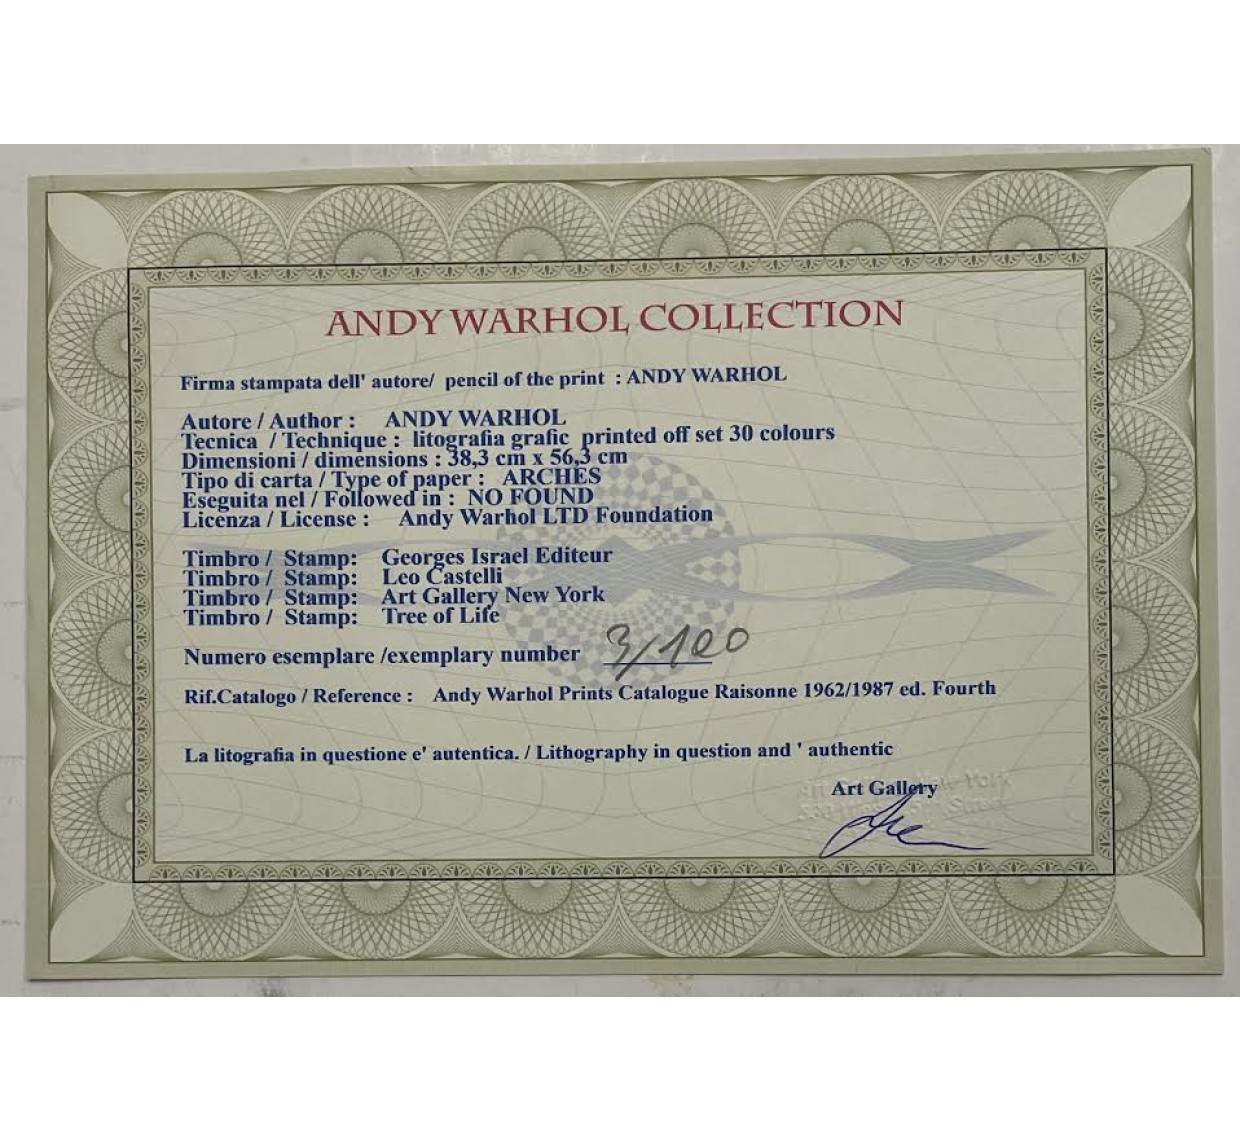 ANDY WARHOL COLLECTION
Firma stampata dell' autore/ pencil of the print : ANDY WARHOL
Autore / Author : ANDY WARHOL
Tecnica / Technique : litografia grafic printed off set 30 colours
Dimensioni / dimensions : 38,3 cm x 56,3 cm
Tipo di carta / Type of paper : ARCHES
Eseguita nel / Followed in : NO FOUND
Licenza / License : Andy Warhol LTD Foundation
Timbro / Stamp: Georges Israel Editeur
Timbro / Stamp: Leo Castelli
Timbro / Stamp: Art Gallery New York
Timbro / Stamp: Tree of Life
Numero esemplare /exemplary number 3/100
Rif.Catalogo / Reference : Andy Warhol Prints Catalogue Raisonne 1962/1987 ed. Fourth
La litografia in questione e' autentica. / Lithography in question and ' authentic
Art Gallery New York
Art Gallery